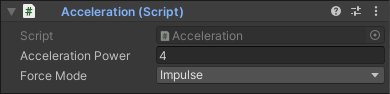 Acceleration (Script)
Script Acceleration
Acceleration Power 4
Force Mode Impulse